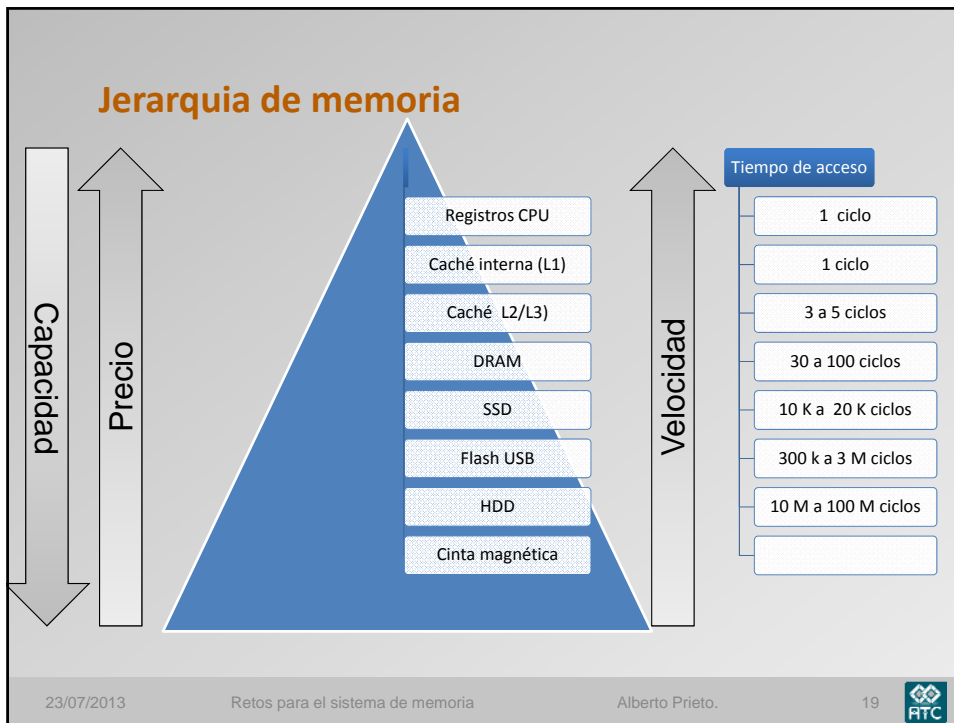 Jerarquia de memoria
Capacidad
Precio
Registros CPU
Caché interna (L1)
Caché L2/L3)
DRAM
SSD
Flash USB
HDD
Cinta magnética
Velocidad
Tiempo de acceso
1 ciclo
1 ciclo
3 a 5 ciclos
30 a 100 ciclos
10 K a 20 K ciclos
300 k a 3 M ciclos
10 M a 100 M ciclos
23/07/2013 Retos para el sistema de memoria Alberto Prieto. 19
ATC